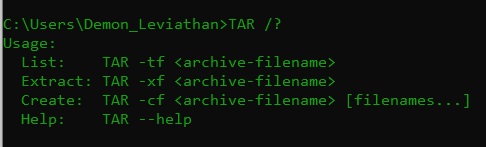 C:\Users\Demon_Leviathan>TAR /?
Usage:
  List:    TAR -tf <archive-filename>
  Extract: TAR -xf <archive-filename>
  Create:  TAR -cf <archive-filename> [filenames...]
  Help:    TAR --help